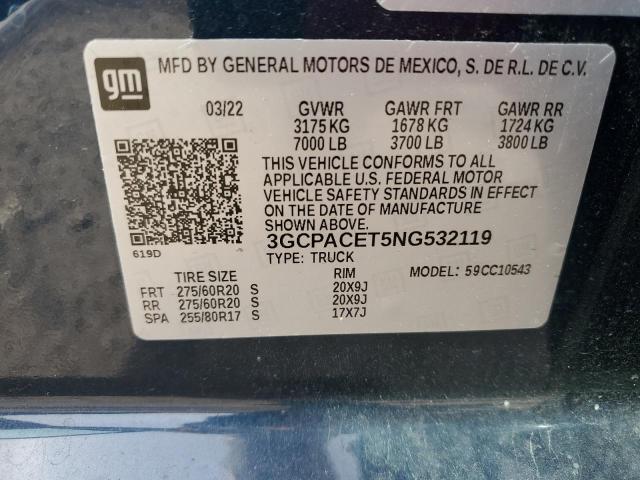 gm
MFD BY GENERAL MOTORS DE MEXICO, S. DE R.L. DE C.V.
03/22 GVWR GAWR FRT GAWR RR
3175 KG 1678 KG 1724 KG
7000 LB 3700 LB 3800 LB
THIS VEHICLE CONFORMS TO ALL
APPLICABLE U.S. FEDERAL MOTOR
VEHICLE SAFETY STANDARDS IN EFFECT
ON THE DATE OF MANUFACTURE
SHOWN ABOVE.
3GCPACET5NG532119
619D
TYPE: TRUCK MODEL: 59CC10543
TIRE SIZE RIM
FRT 275/60R20 S 20X9J
RR 275/60R20 S 20X9J
SPA 255/80R17 S 17X7J